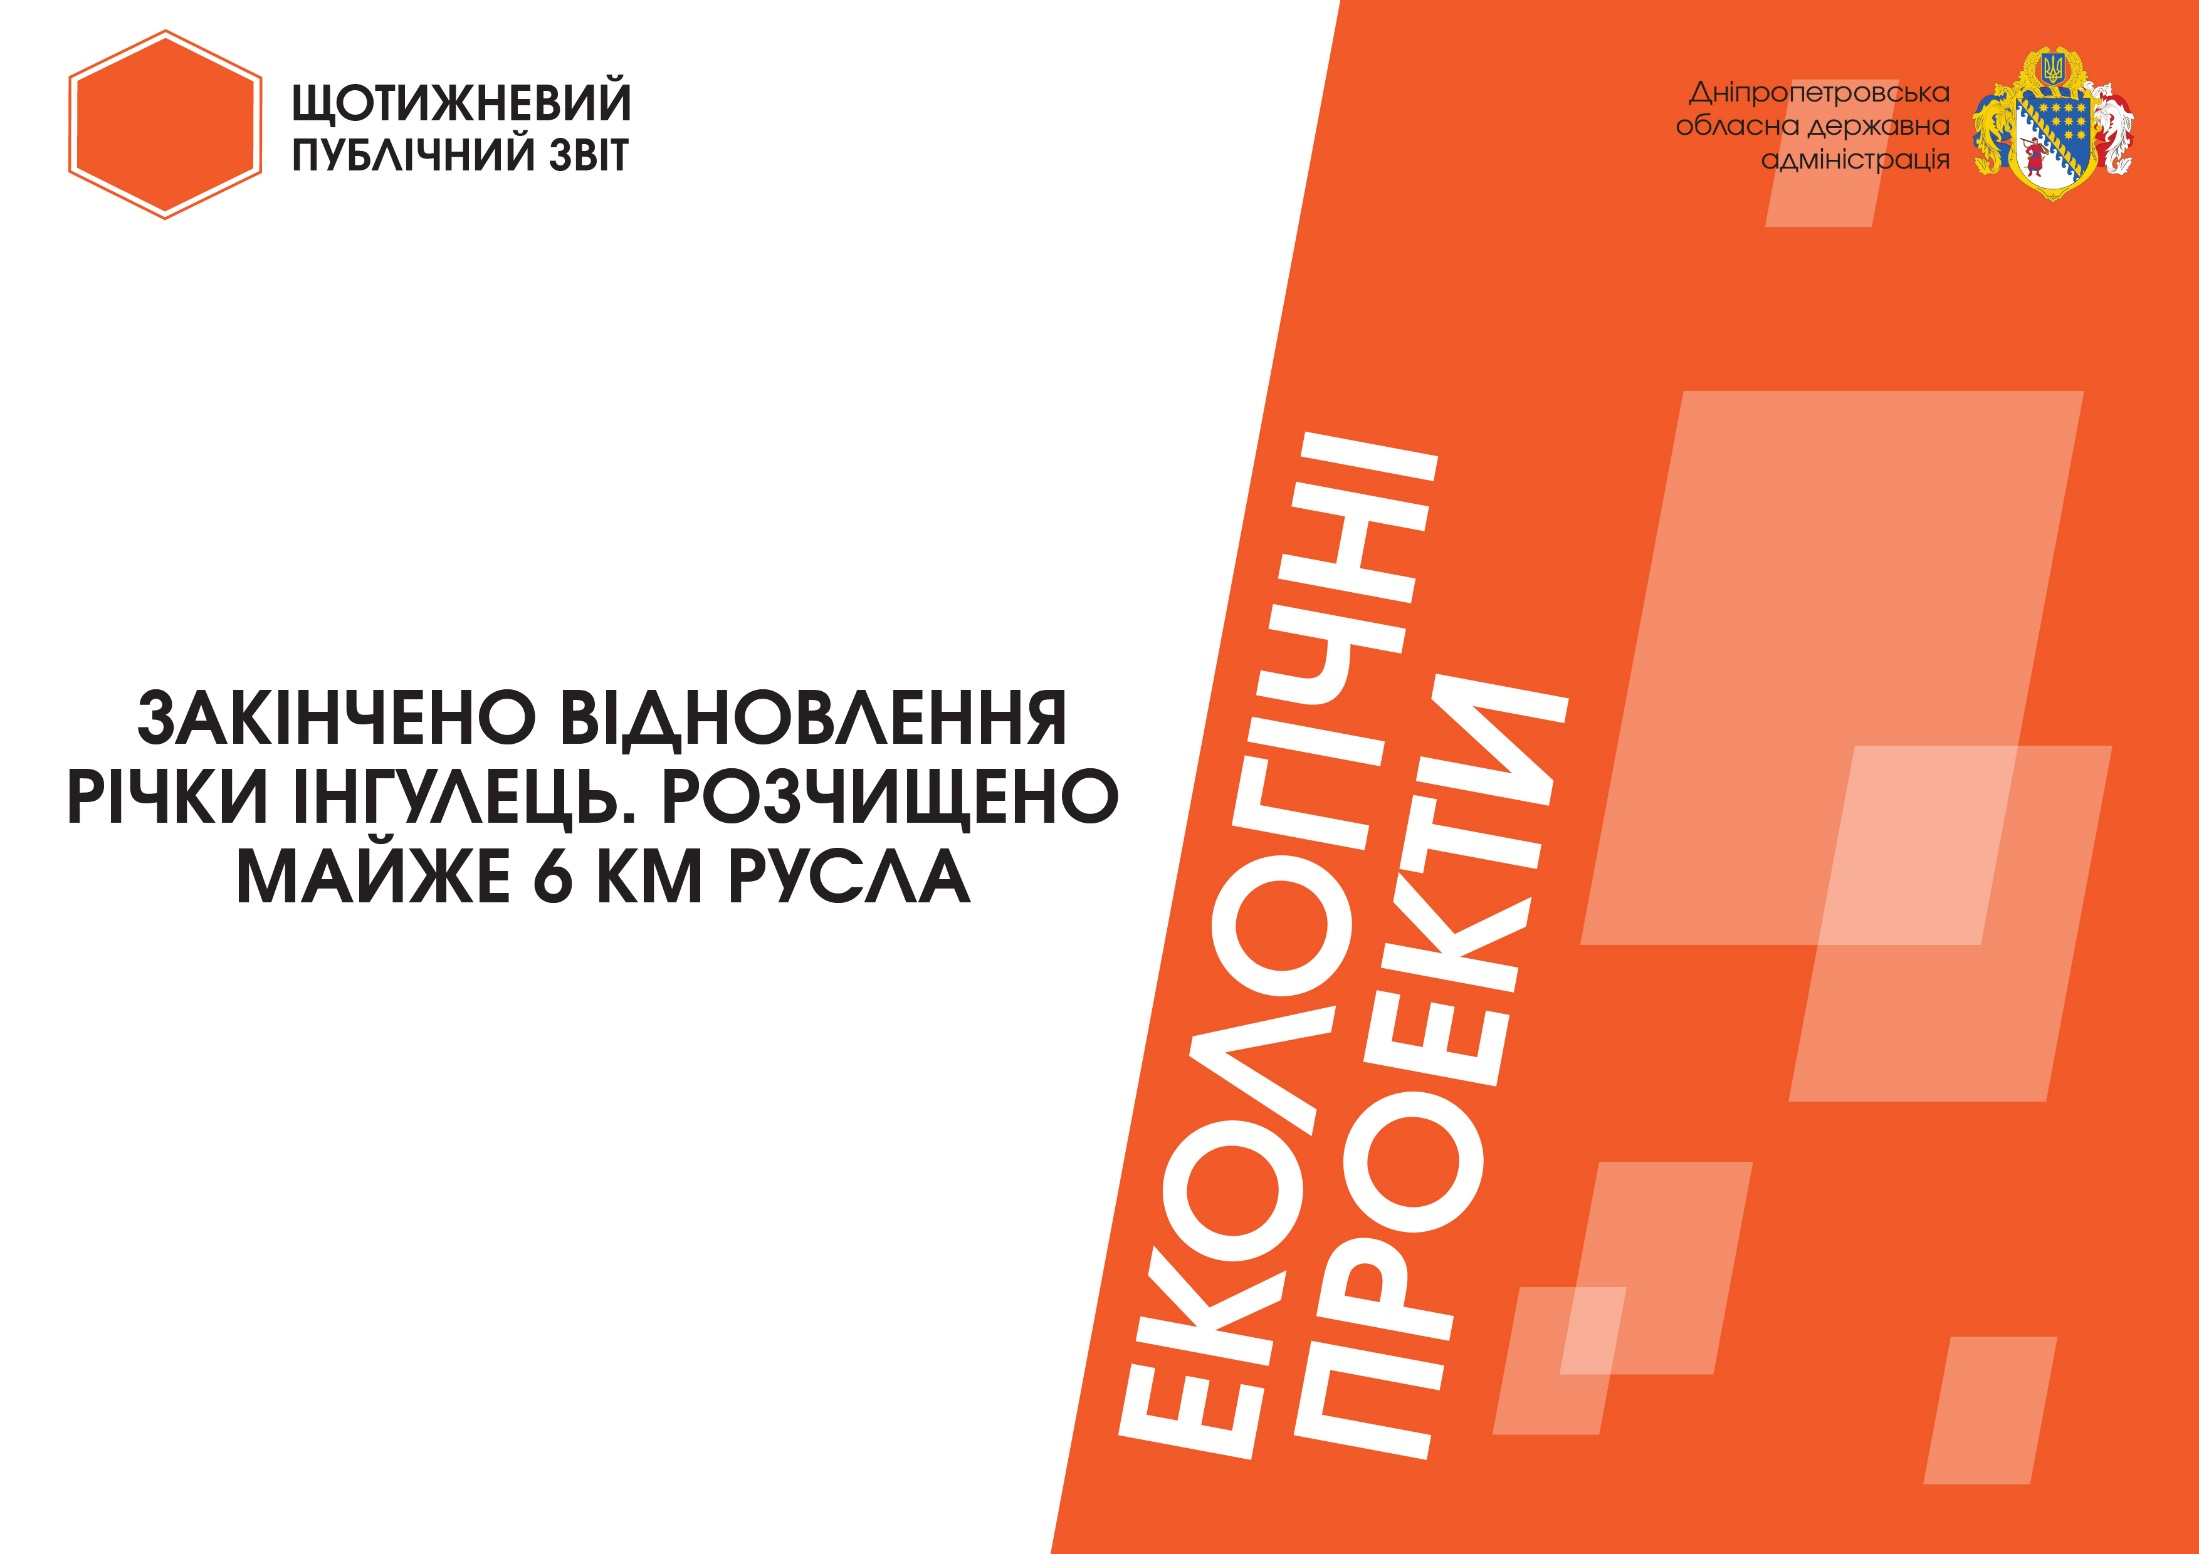 ЩОТИЖНЕВИЙ
ПУБЛІЧНИЙ ЗВІТ
Дніпропетровська
обласна державна
адміністрація
ЗАКІНЧЕНО ВІДНОВЛЕННЯ
РІЧКИ ІНГУЛЕЦЬ. РОЗЧИЩЕНО
МАЙЖЕ 6 КМ РУСЛА
ЕКОЛОГІЧНІ
ПРОЕКТИ